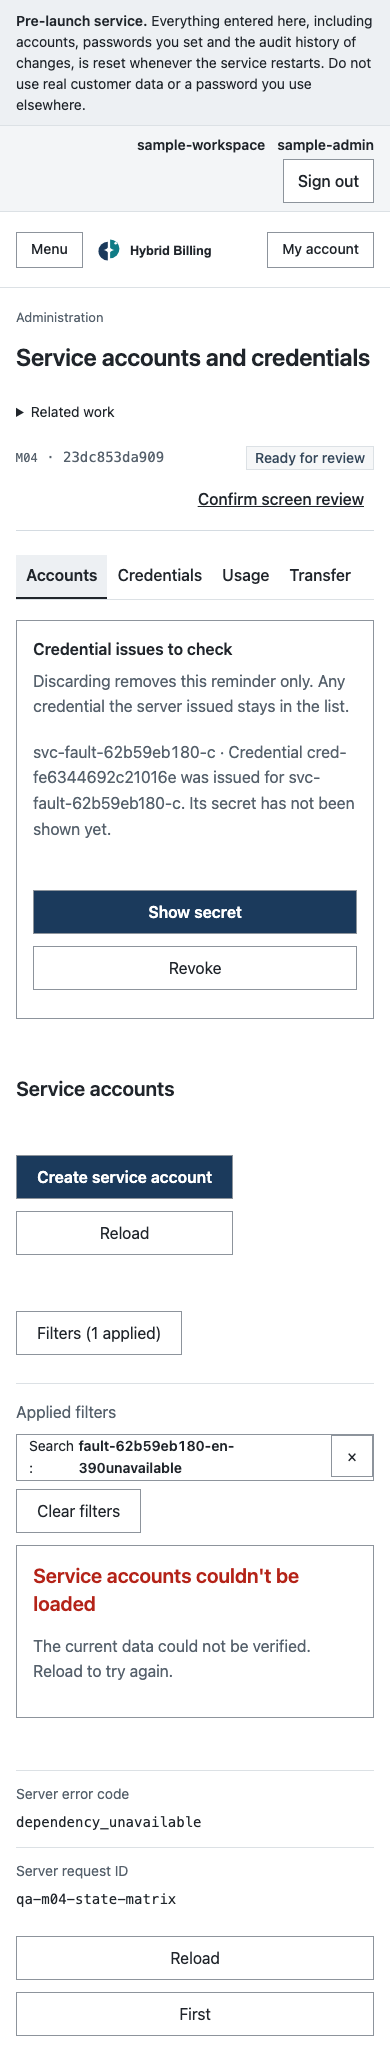 Pre-launch service. Everything entered here, including
accounts, passwords you set and the audit history of
changes, is reset whenever the service restarts. Do not
use real customer data or a password you use
elsewhere.
sample-workspace sample-admin
Sign out
Menu Hybrid Billing My account
Administration
Service accounts and credentials
Related work
M04 · 23dc853da909 Ready for review
Confirm screen review
Accounts Credentials Usage Transfer
Credential issues to check
Discarding removes this reminder only. Any
credential the server issued stays in the list.
svc-fault-62b59eb180-c · Credential cred-
fe6344692c21016e was issued for svc-
fault-62b59eb180-c. Its secret has not been
shown yet.
Show secret
Revoke
Service accounts
Create service account
Reload
Filters (1 applied)
Applied filters
Search fault-62b59eb180-en-
: 390unavailable ×
Clear filters
Service accounts couldn't be
loaded
The current data could not be verified.
Reload to try again.
Server error code
dependency_unavailable
Server request ID
qa-m04-state-matrix
Reload
First